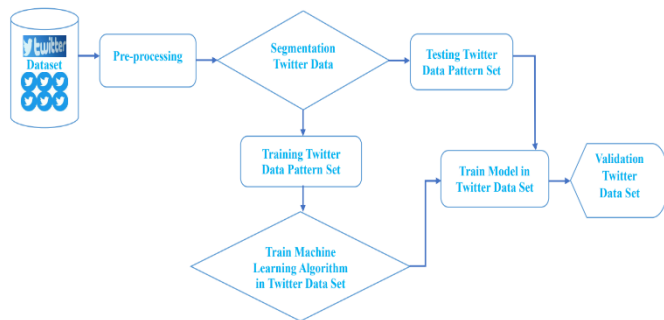 twitter
Dataset
Pre-processing
Segmentation
Twitter Data
Testing Twitter
Data Pattern Set
Training Twitter
Data Pattern Set
Train Model in
Twitter Data Set
Validation
Twitter
Data Set
Train Machine
Learning Algorithm
in Twitter Data Set